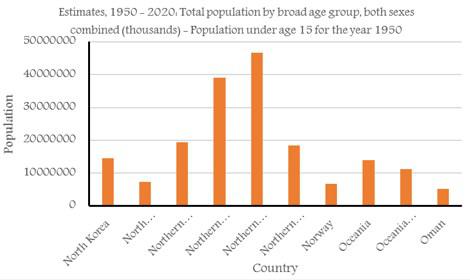 Estimates, 1950 - 2020: Total population by broad age group, both sexes
combined (thousands) - Population under age 15 for the year 1950
50000000
40000000
30000000
20000000
10000000
0
Population
North Korea
North...
Northern...
Northern...
Northern...
Northern...
Norway
Oceania
Oceania...
Oman
Country